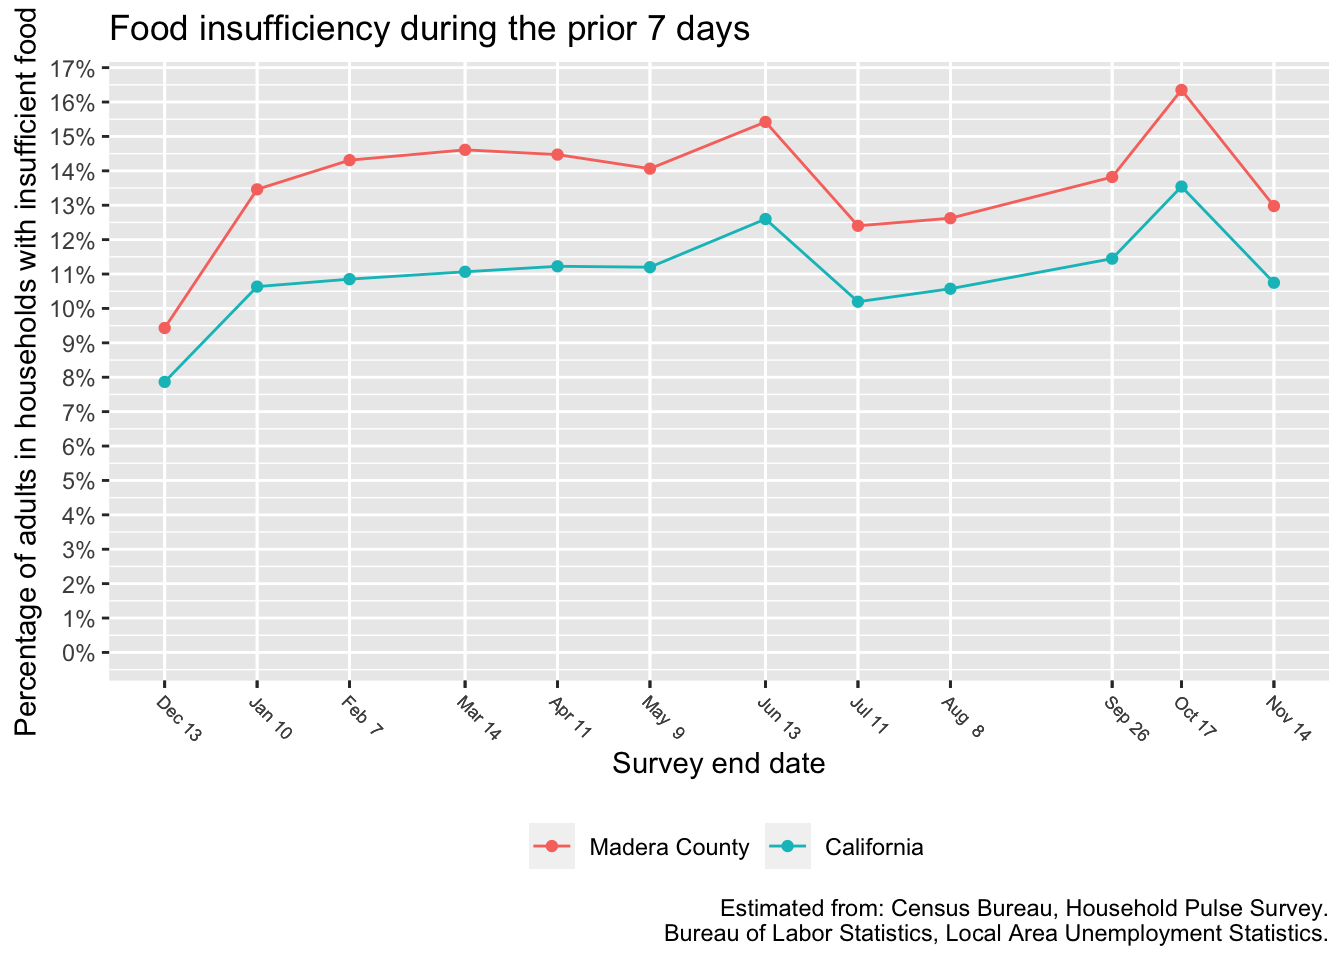 Food insufficiency during the prior 7 days
Percentage of adults in households with insufficient food
17%
16%
15%
14%
13%
12%
11%
10%
9%
8%
7%
6%
5%
4%
3%
2%
1%
0%
Dec 13
Jan 10
Feb 7
Mar 14
Apr 11
May 9
Jun 13
Jul 11
Aug 8
Sep 26
Oct 17
Nov 14
Survey end date
Madera County
California
Estimated from: Census Bureau, Household Pulse Survey.
Bureau of Labor Statistics, Local Area Unemployment Statistics.